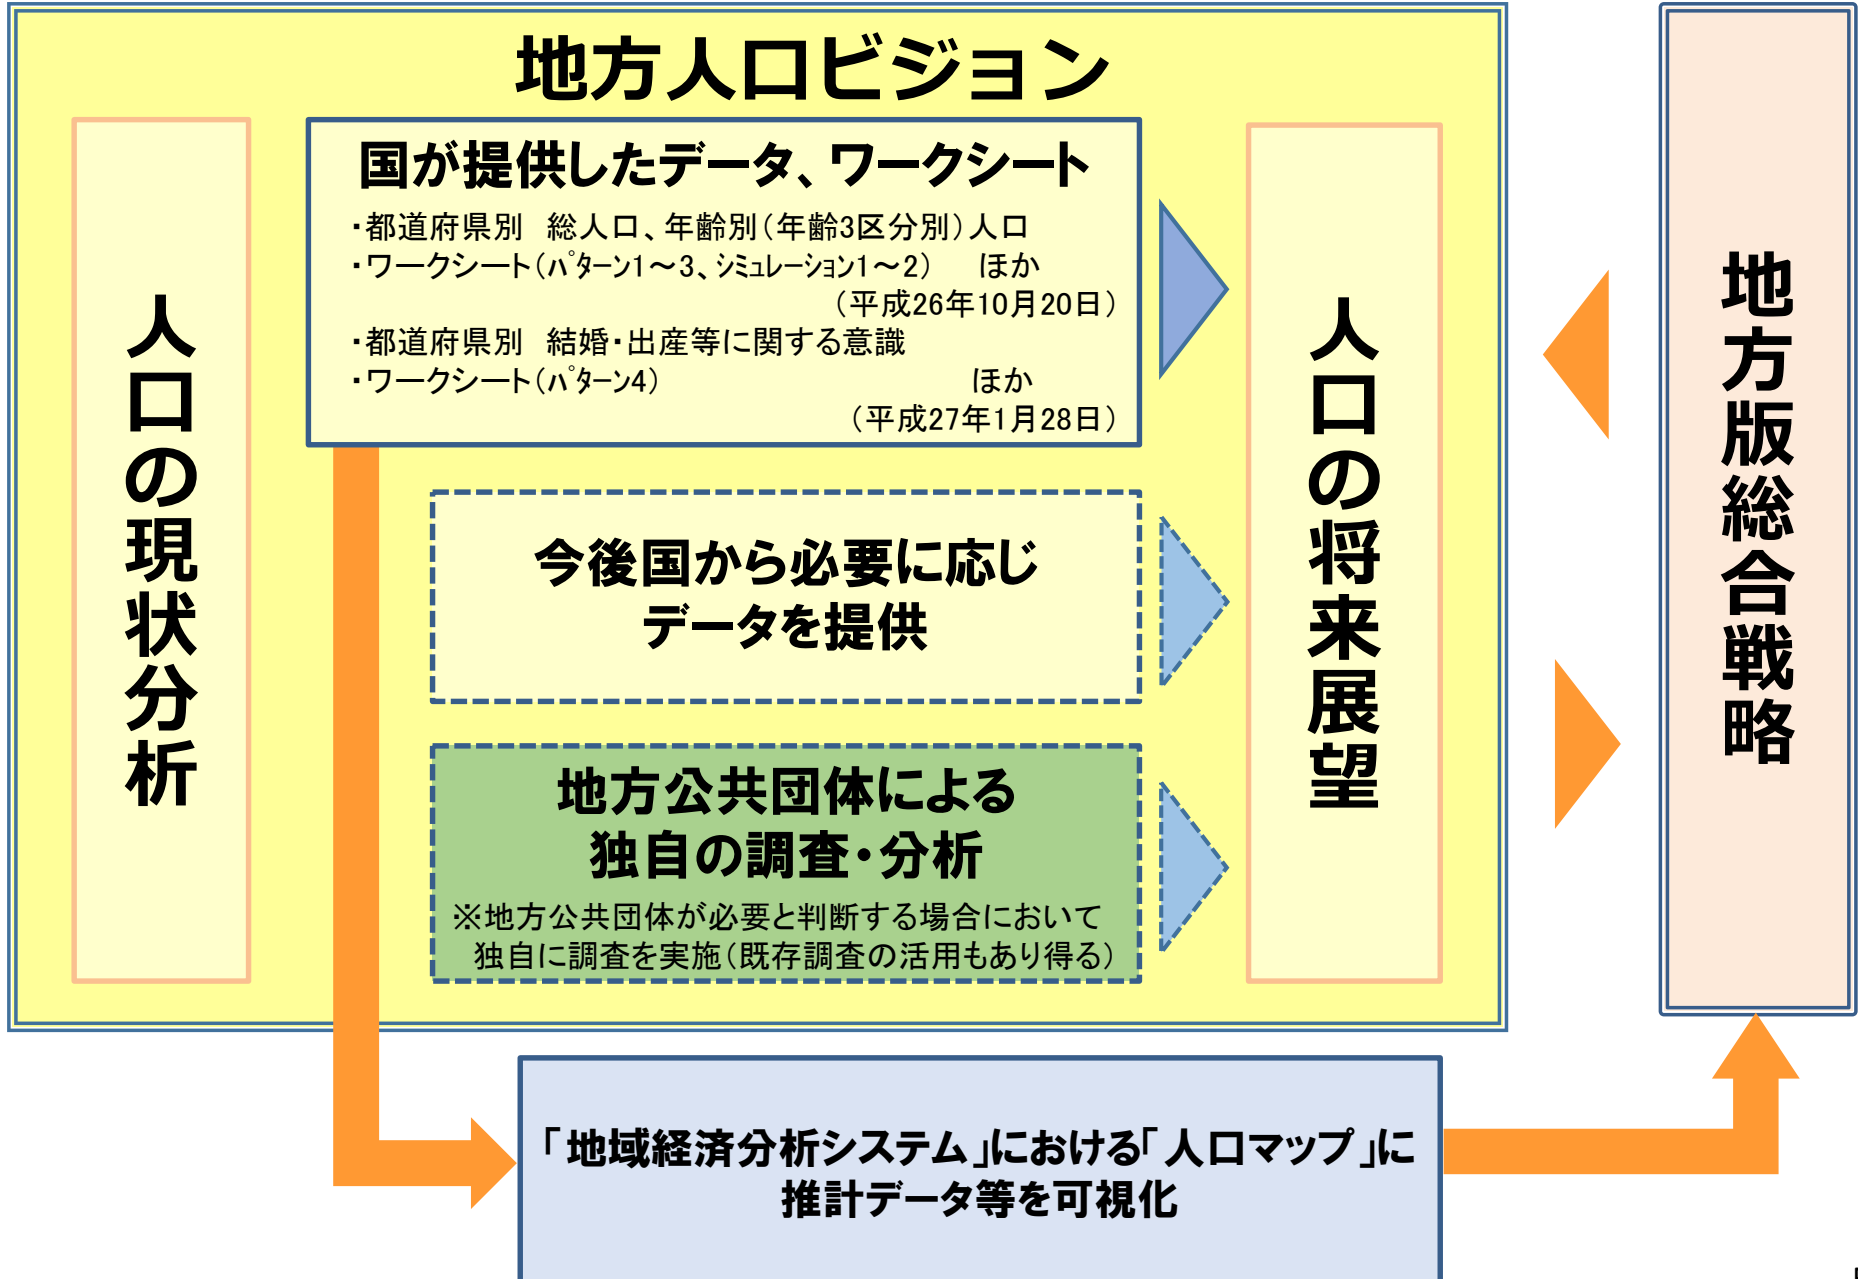 地方人口ビジョン
人口の現状分析
国が提供したデータ、ワークシート
・都道府県別 総人口、年齢別（年齢3区分別）人口
・ワークシート（ﾊﾟﾀｰﾝ1～3、ｼﾐｭﾚｰｼｮﾝ1～2） ほか
（平成26年10月20日）
・都道府県別 結婚・出産等に関する意識
・ワークシート（ﾊﾟﾀｰﾝ4） ほか
（平成27年1月28日）
今後国から必要に応じ
データを提供
地方公共団体による
独自の調査・分析
※地方公共団体が必要と判断する場合において
独自に調査を実施（既存調査の活用もあり得る）
人口の将来展望
地方版総合戦略
「地域経済分析システム」における「人口マップ」に
推計データ等を可視化